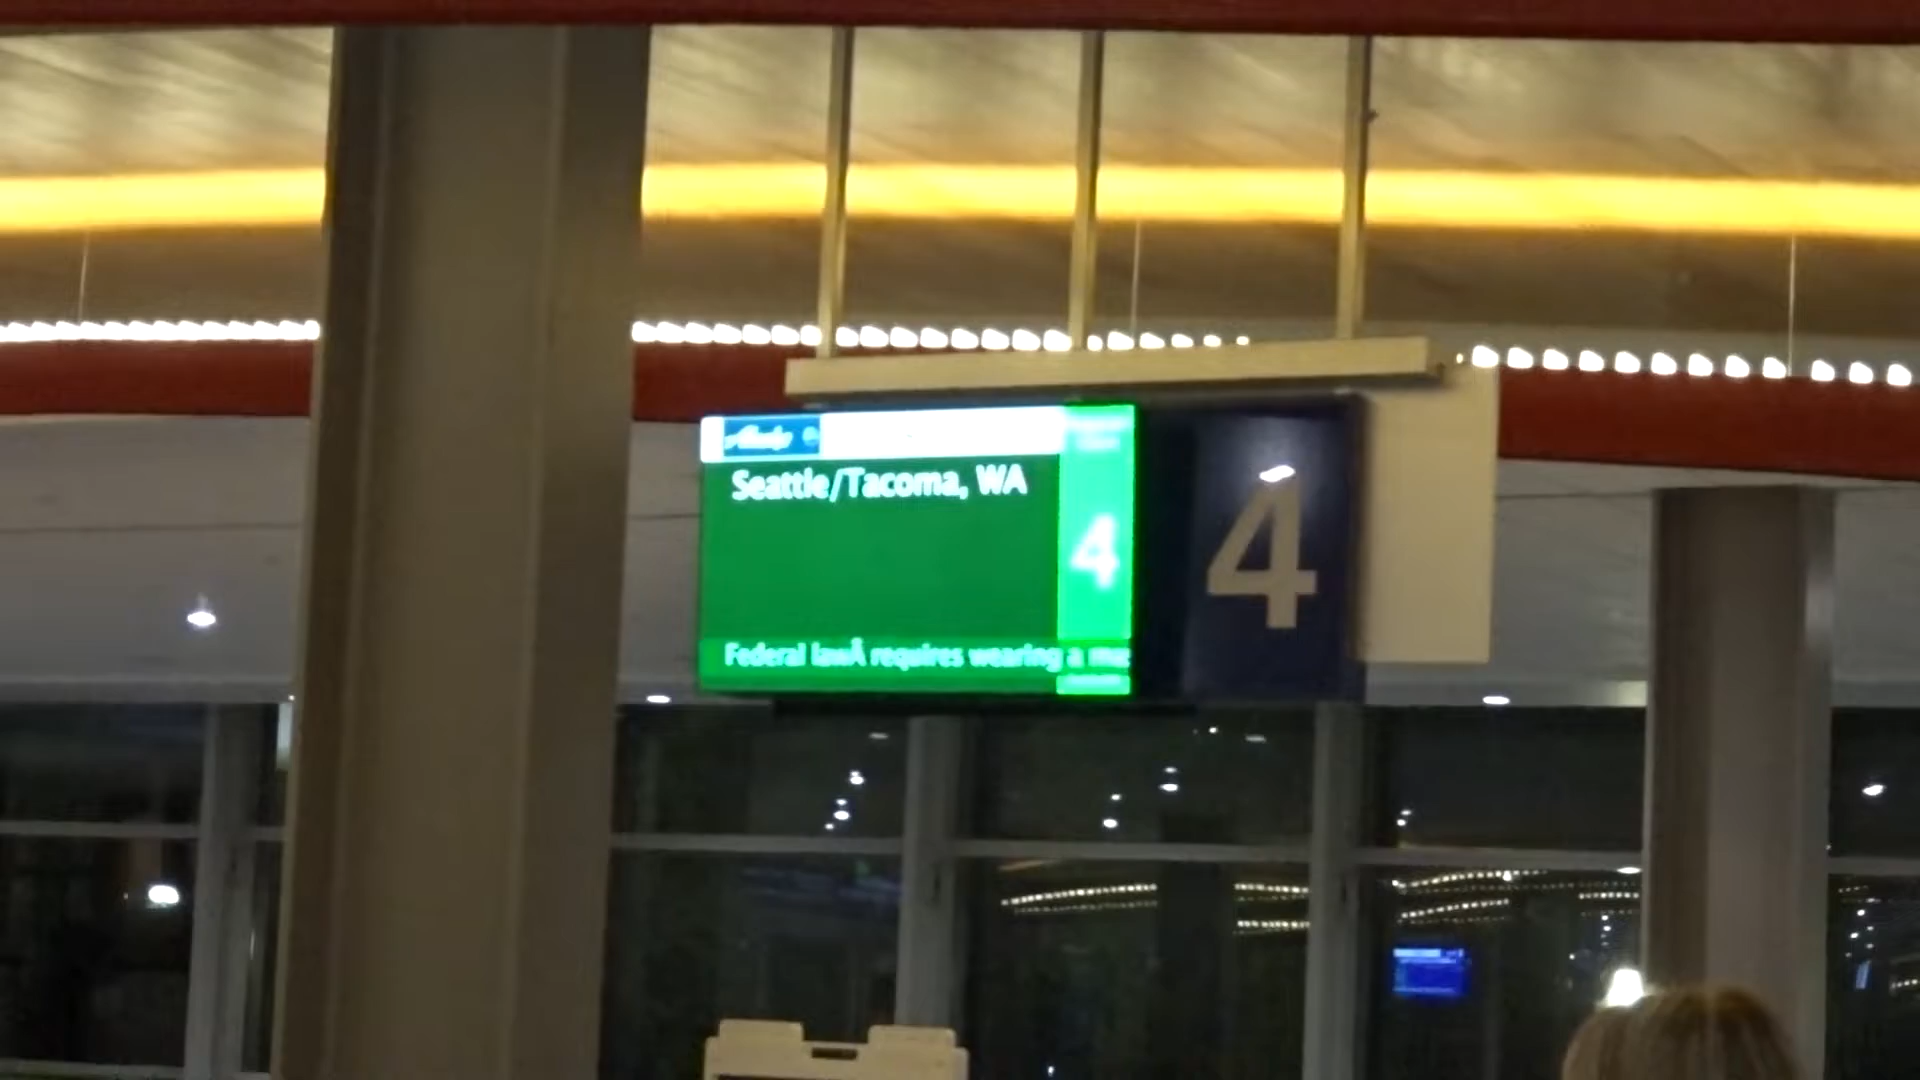 Alaska
Seattle/Tacoma, WA
4
4
Federal lawÂ requires wearing a